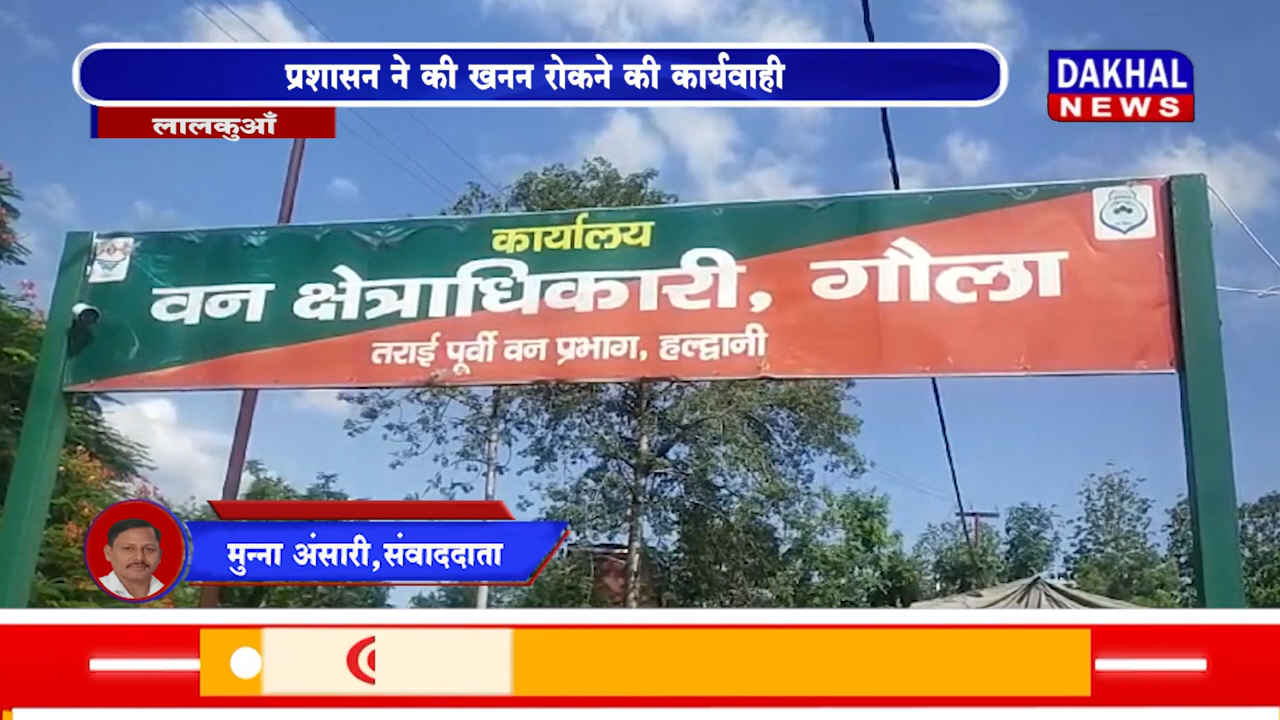 प्रशासन ने की खनन रोकने की कार्यवाही
DAKHAL
NEWS
लालकुआँ
कार्यालय
वन क्षेत्राधिकारी, गौला
तराई पूर्वी वन प्रभाग, हल्द्वानी
मुन्ना अंसारी,संवाददाता